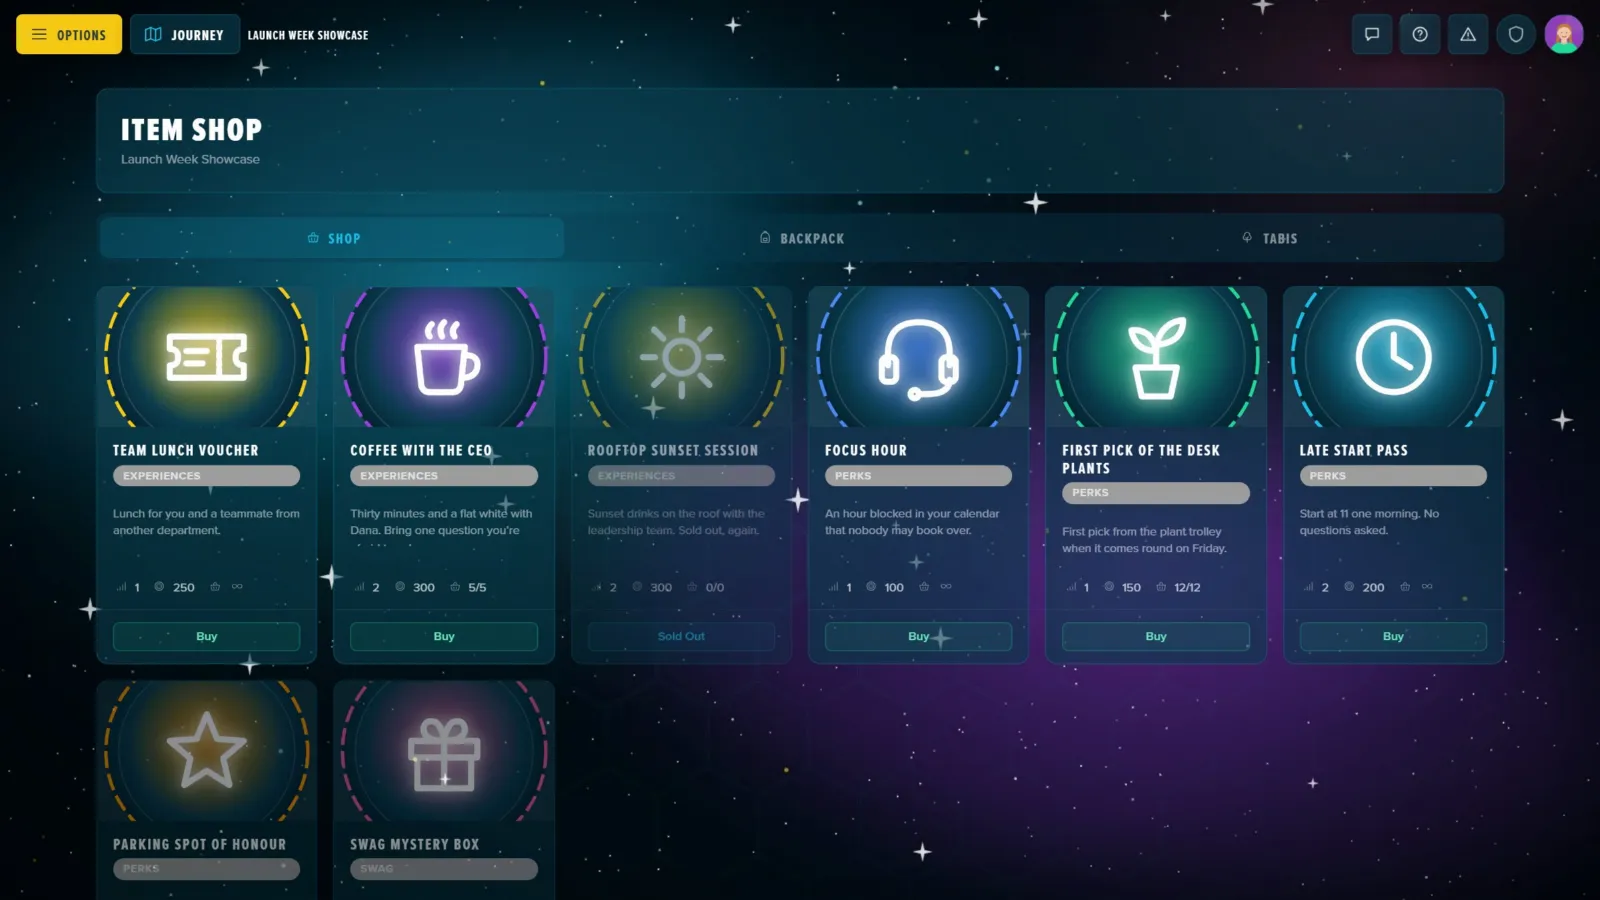 OPTIONS
JOURNEY
LAUNCH WEEK SHOWCASE
ITEM SHOP
Launch Week Showcase
SHOP
BACKPACK
TABIS
TEAM LUNCH VOUCHER
EXPERIENCES
Lunch for you and a teammate from
another department.
1 250 ∞
Buy
COFFEE WITH THE CEO
EXPERIENCES
Thirty minutes and a flat white with
Dana. Bring one question you're
2 300 5/5
Buy
ROOFTOP SUNSET SESSION
EXPERIENCES
Sunset drinks on the roof with the
leadership team. Sold out, again.
2 300 0/0
Sold Out
FOCUS HOUR
PERKS
An hour blocked in your calendar
that nobody may book over.
1 100 ∞
Buy
FIRST PICK OF THE DESK
PLANTS
PERKS
First pick from the plant trolley
when it comes round on Friday.
1 150 12/12
Buy
LATE START PASS
PERKS
Start at 11 one morning. No
questions asked.
2 200 ∞
Buy
PARKING SPOT OF HONOUR
PERKS
SWAG MYSTERY BOX
SWAG